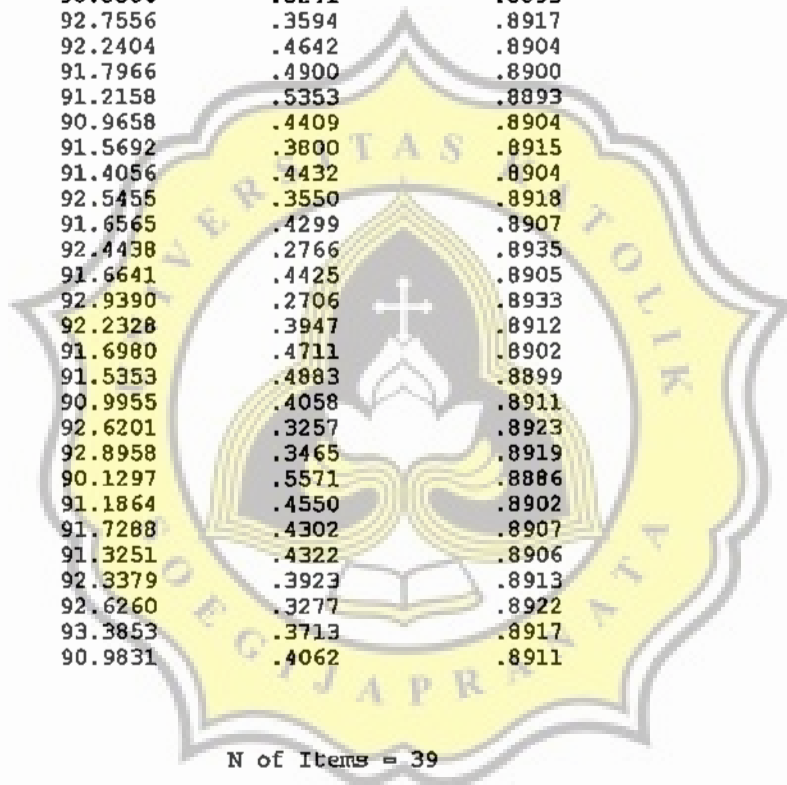 92.7556 .3594 .8917
92.2404 .4642 .8904
91.7966 .4900 .8900
91.2158 .5353 .8893
90.9658 .4409 .8904
91.5692 .3800 .8915
91.4056 .4432 .8904
92.5455 .3550 .8918
91.6565 .4299 .8907
92.4438 .2766 .8935
91.6641 .4425 .8905
92.9390 .2706 .8933
92.2328 .3947 .8912
91.6980 .4711 .8902
91.5353 .4883 .8899
90.9955 .4058 .8911
92.6201 .3257 .8923
92.8958 .3465 .8919
90.1297 .5571 .8886
91.1864 .4550 .8902
91.7288 .4302 .8907
91.3251 .4322 .8906
92.3379 .3923 .8913
92.6260 .3277 .8922
93.3853 .3713 .8917
90.9831 .4062 .8911
N of Items = 39
UNIVERSITAS KATOLIK
SOEGIJAPRANATA